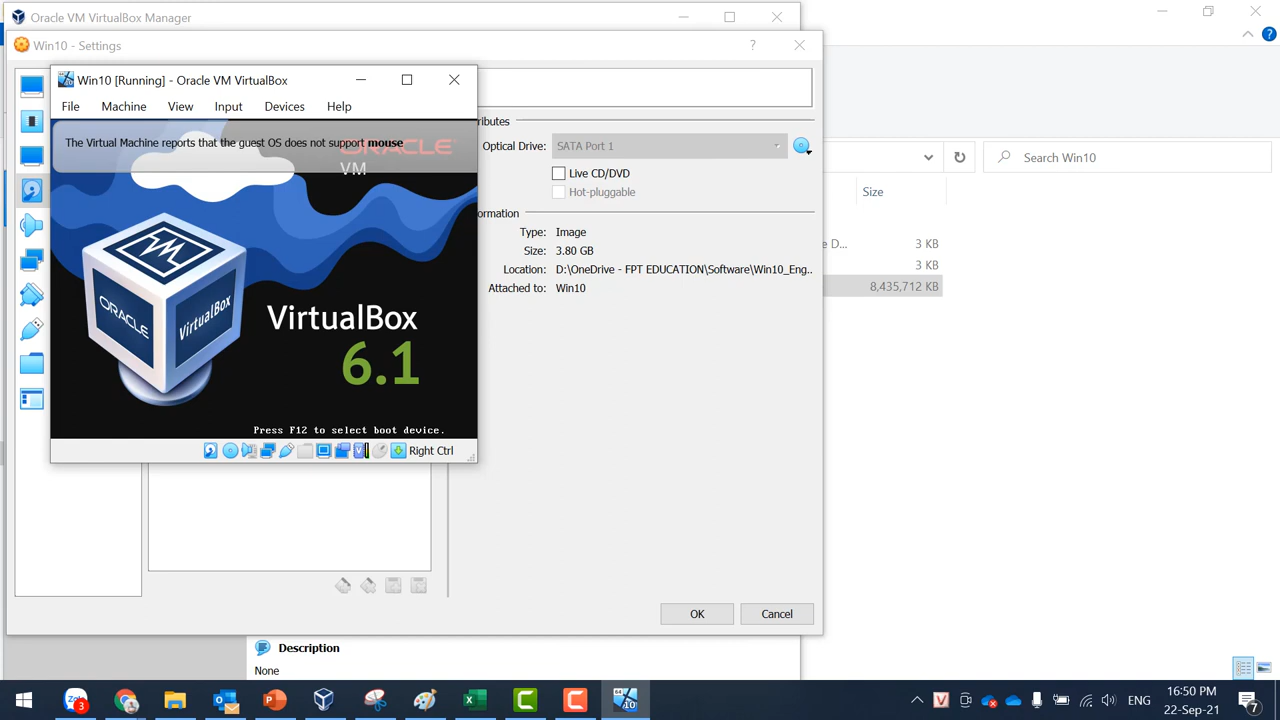 Oracle VM VirtualBox Manager
Win10 - Settings
?
Win10 [Running] - Oracle VM VirtualBox
File Machine View Input Devices Help
The Virtual Machine reports that the guest OS does not support mouse
ORACLE
VM
ORACLE
VirtualBox
VirtualBox
6.1
Press F12 to select boot device.
Right Ctrl
ributes
Optical Drive: SATA Port 1
Live CD/DVD
Hot-pluggable
formation
Type: Image
Size: 3.80 GB
Location: D:\OneDrive - FPT EDUCATION\Software\Win10_Eng..
Attached to: Win10
OK Cancel
Description
None
Search Win10
Size
e D... 3 KB
3 KB
8,435,712 KB
ENG
16:50 PM
22-Sep-21
7